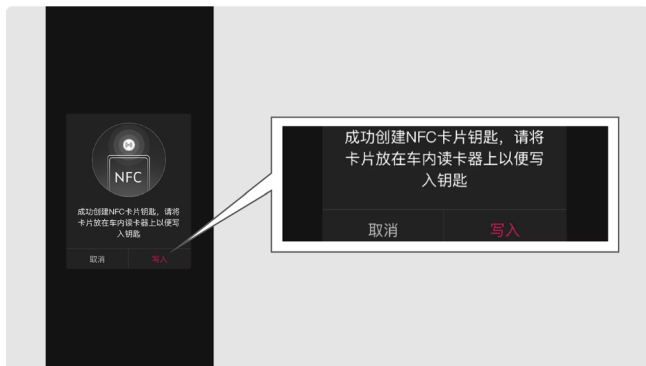 NFC
成功创建NFC卡片钥匙，请将
卡片放在车内读卡器上以便写
入钥匙
取消
写入
成功创建NFC卡片钥匙，请将
卡片放在车内读卡器上以便写
入钥匙
取消
写入